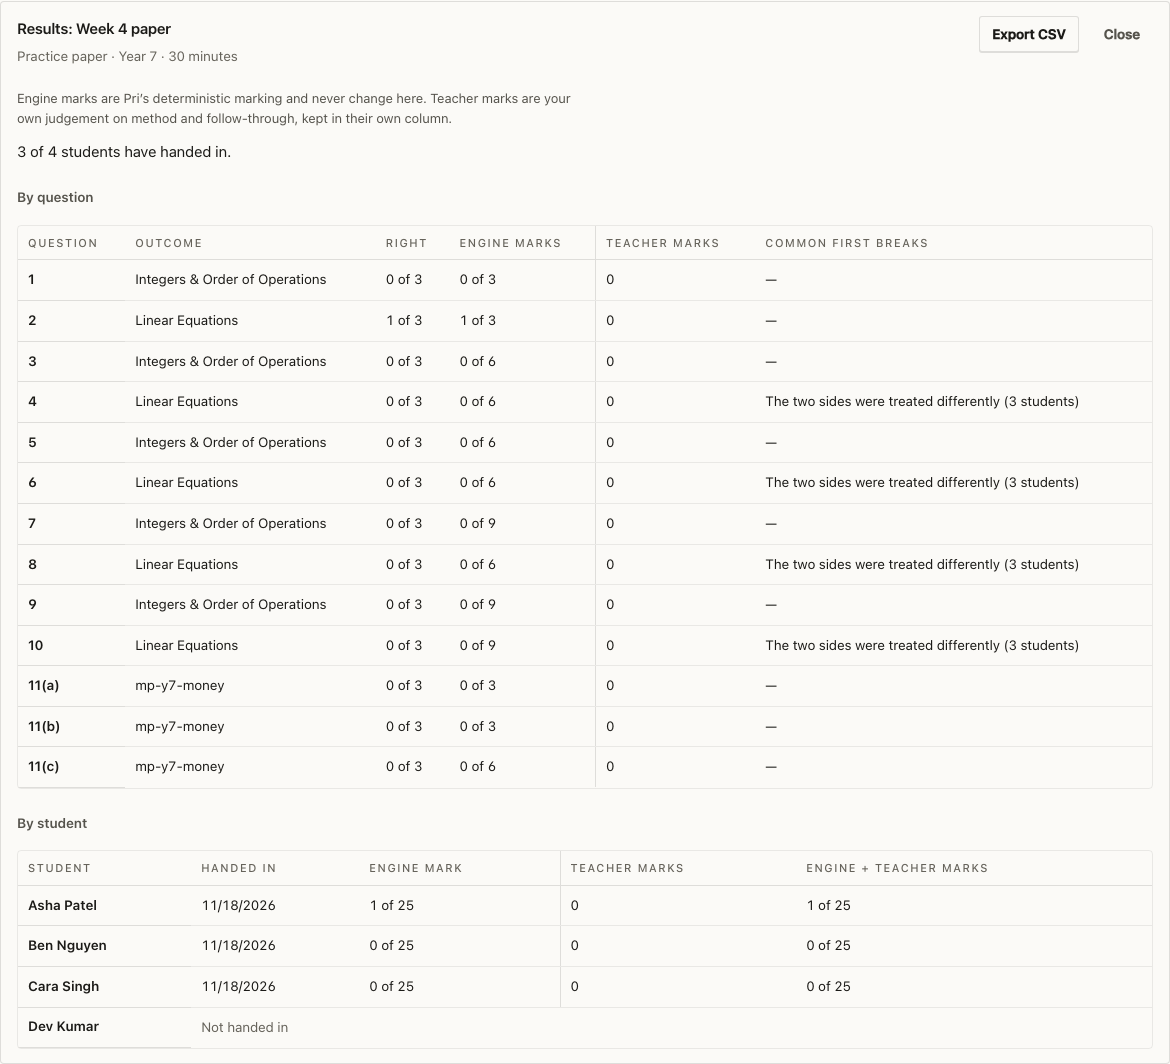 Results: Week 4 paper
Export CSV
Close
Practice paper · Year 7 · 30 minutes
Engine marks are Pri's deterministic marking and never change here. Teacher marks are your
own judgement on method and follow-through, kept in their own column.
3 of 4 students have handed in.
By question
QUESTION OUTCOME RIGHT ENGINE MARKS TEACHER MARKS COMMON FIRST BREAKS
1 Integers & Order of Operations 0 of 3 0 of 3 0 —
2 Linear Equations 1 of 3 1 of 3 0 —
3 Integers & Order of Operations 0 of 3 0 of 6 0 —
4 Linear Equations 0 of 3 0 of 6 0 The two sides were treated differently (3 students)
5 Integers & Order of Operations 0 of 3 0 of 6 0 —
6 Linear Equations 0 of 3 0 of 6 0 The two sides were treated differently (3 students)
7 Integers & Order of Operations 0 of 3 0 of 9 0 —
8 Linear Equations 0 of 3 0 of 6 0 The two sides were treated differently (3 students)
9 Integers & Order of Operations 0 of 3 0 of 9 0 —
10 Linear Equations 0 of 3 0 of 9 0 The two sides were treated differently (3 students)
11(a) mp-y7-money 0 of 3 0 of 3 0 —
11(b) mp-y7-money 0 of 3 0 of 3 0 —
11(c) mp-y7-money 0 of 3 0 of 6 0 —
By student
STUDENT HANDED IN ENGINE MARK TEACHER MARKS ENGINE + TEACHER MARKS
Asha Patel 11/18/2026 1 of 25 0 1 of 25
Ben Nguyen 11/18/2026 0 of 25 0 0 of 25
Cara Singh 11/18/2026 0 of 25 0 0 of 25
Dev Kumar Not handed in